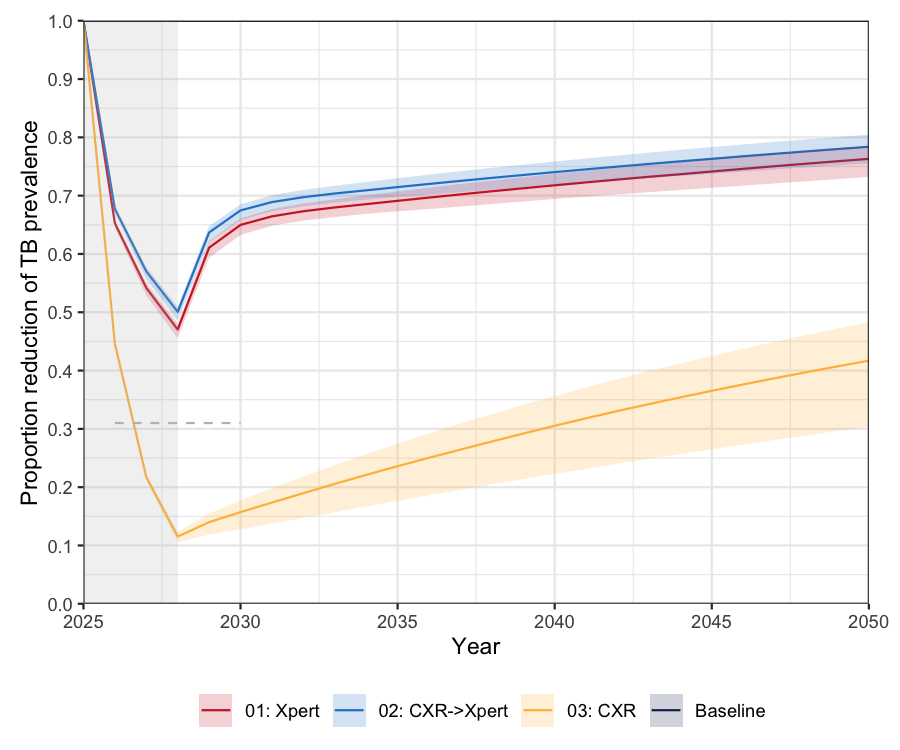 Proportion reduction of TB prevalence
1.0
0.9
0.8
0.7
0.6
0.5
0.4
0.3
0.2
0.1
0.0
2025 2030 2035 2040 2045 2050
Year
01: Xpert 02: CXR->Xpert 03: CXR Baseline